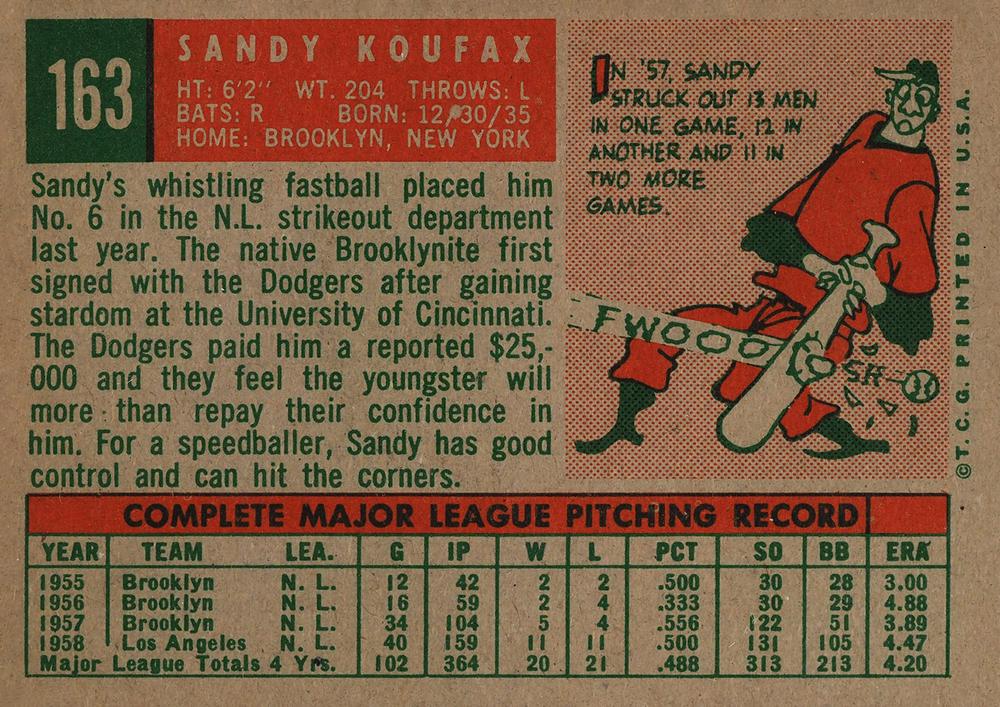 163
SANDY KOUFAX
HT: 6'2" WT. 204 THROWS: L
BATS: R BORN: 12/30/35
HOME: BROOKLYN, NEW YORK
Sandy's whistling fastball placed him
No. 6 in the N.L. strikeout department
last year. The native Brooklynite first
signed with the Dodgers after gaining
stardom at the University of Cincinnati.
The Dodgers paid him a reported $25,-
000 and they feel the youngster will
more than repay their confidence in
him. For a speedballer, Sandy has good
control and can hit the corners.
IN '57, SANDY
STRUCK OUT 13 MEN
IN ONE GAME, 12 IN
ANOTHER AND 11 IN
TWO MORE
GAMES.
FWOOO
SH
©T.C.G. PRINTED IN U.S.A.
COMPLETE MAJOR LEAGUE PITCHING RECORD
YEAR TEAM LEA. G IP W L PCT SO BB ERA
1955 Brooklyn N. L. 12 42 2 2 .500 30 28 3.00
1956 Brooklyn N. L. 16 59 2 4 .333 30 29 4.88
1957 Brooklyn N. L. 34 104 5 4 .556 122 51 3.89
1958 Los Angeles N. L. 40 159 11 11 .500 131 105 4.47
Major League Totals 4 Yrs. 102 364 20 21 .488 313 213 4.20